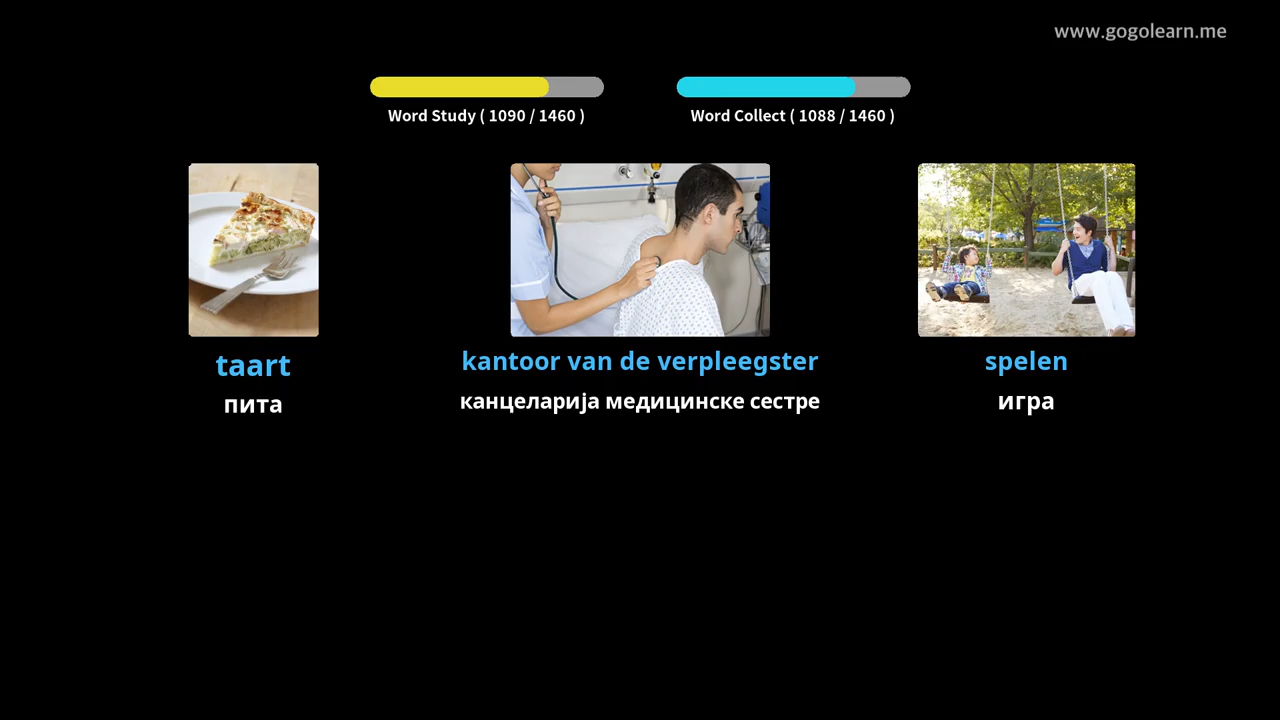 www.gogolearn.me
Word Study ( 1090 / 1460 )
Word Collect ( 1088 / 1460 )
taart
пита
kantoor van de verpleegster
канцеларија медицинске сестре
spelen
игра